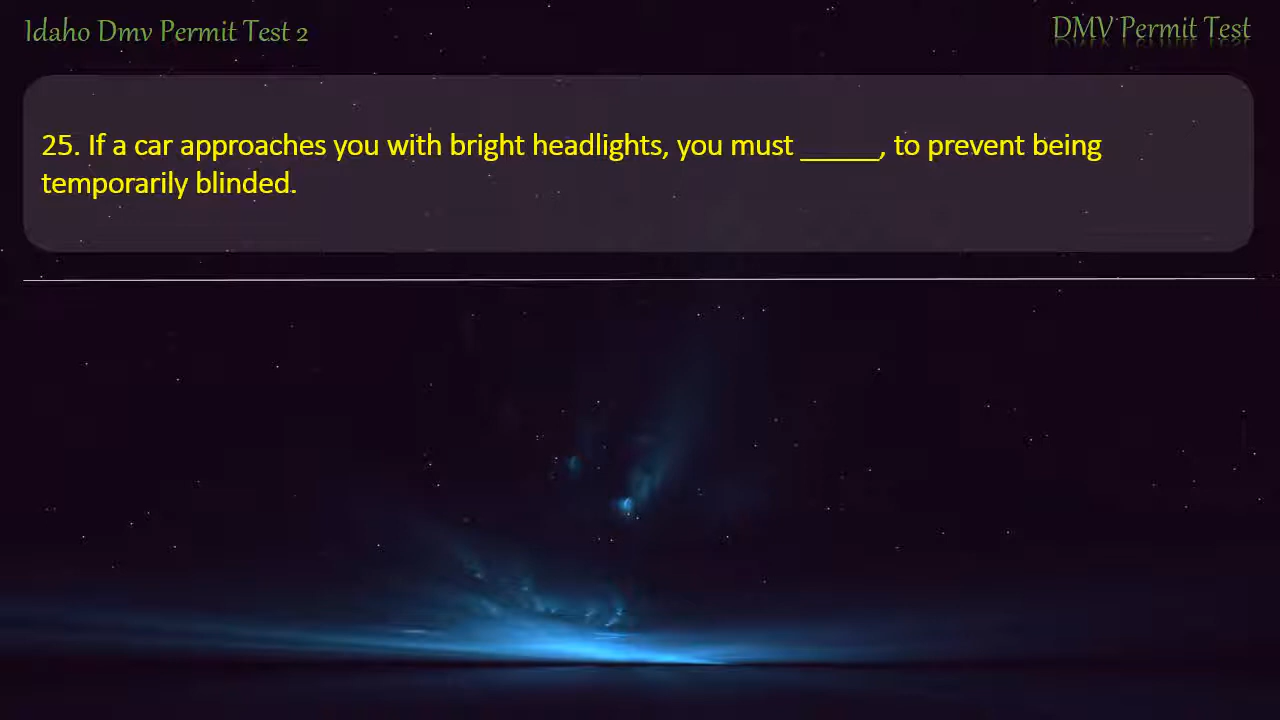 Idaho Dmv Permit Test 2
DMV Permit Test
25. If a car approaches you with bright headlights, you must _____, to prevent being
temporarily blinded.